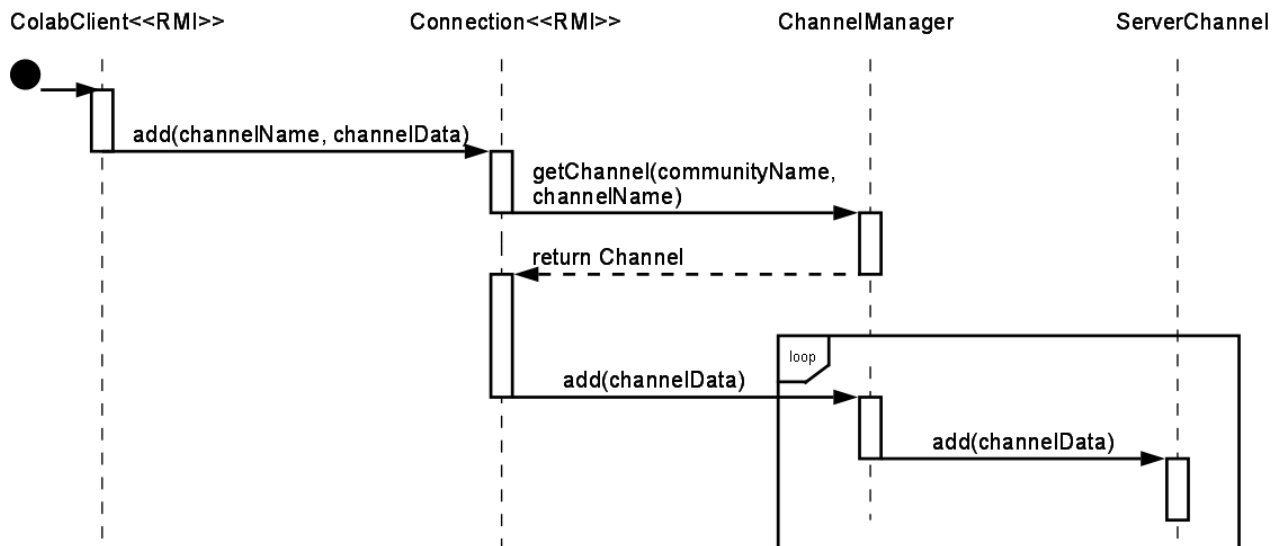 ColabClient<<RMI>>
Connection<<RMI>>
ChannelManager
ServerChannel
add(channelName, channelData)
getChannel(communityName,
channelName)
return Channel
loop
add(channelData)
add(channelData)